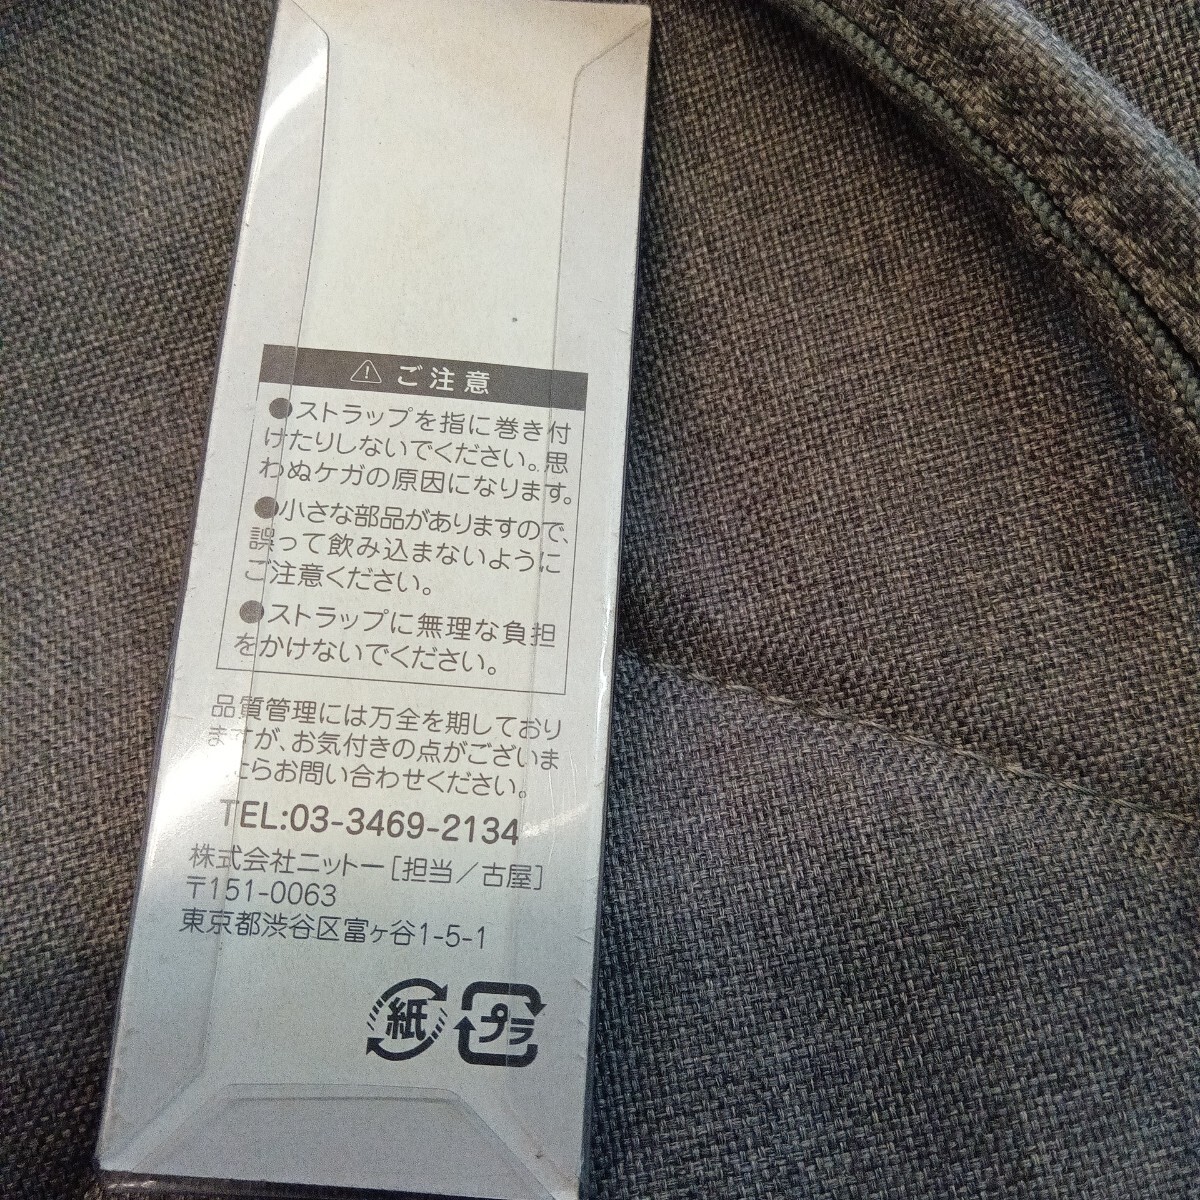 ご注意
●ストラップを指に巻き付
けたりしないでください。思
わぬケガの原因になります。
●小さな部品がありますので、
誤って飲み込まないように
ご注意ください。
●ストラップに無理な負担
をかけないでください。
品質管理には万全を期しており
ますが、お気付きの点がございま
たらお問い合わせください。
TEL:03-3469-2134
株式会社ニットー[担当/古屋]
〒151-0063
東京都渋谷区富ヶ谷1-5-1
紙
プラ